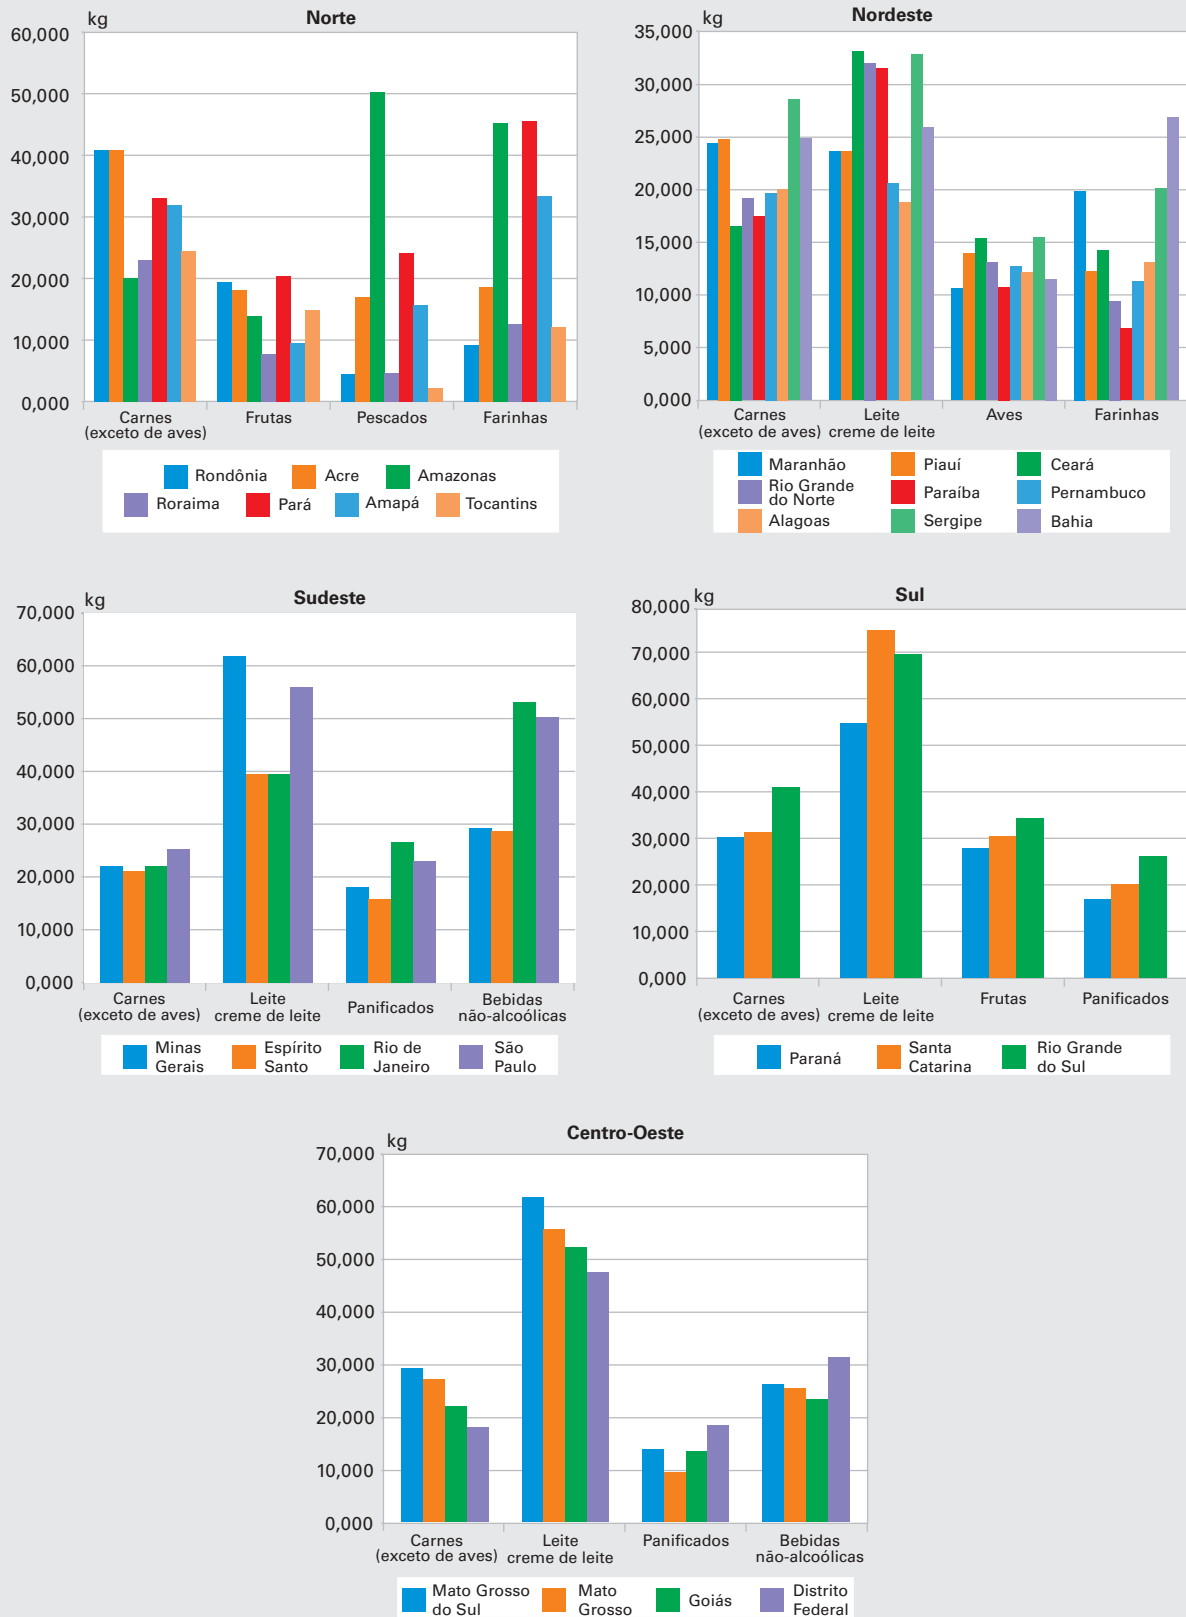 Norte
kg
60,000
50,000
40,000
30,000
20,000
10,000
0,000
Carnes
(exceto de aves)
Frutas
Pescados
Farinhas
Rondônia
Acre
Amazonas
Roraima
Pará
Amapá
Tocantins
Nordeste
kg
35,000
30,000
25,000
20,000
15,000
10,000
5,000
0,000
Carnes
(exceto de aves)
Leite
creme de leite
Aves
Farinhas
Maranhão
Piauí
Ceará
Rio Grande
do Norte
Paraíba
Pernambuco
Alagoas
Sergipe
Bahia
Sudeste
kg
70,000
60,000
50,000
40,000
30,000
20,000
10,000
0,000
Carnes
(exceto de aves)
Leite
creme de leite
Panificados
Bebidas
não-alcoólicas
Minas
Gerais
Espírito
Santo
Rio de
Janeiro
São
Paulo
Sul
kg
80,000
70,000
60,000
50,000
40,000
30,000
20,000
10,000
0,000
Carnes
(exceto de aves)
Leite
creme de leite
Frutas
Panificados
Paraná
Santa
Catarina
Rio Grande
do Sul
Centro-Oeste
kg
70,000
60,000
50,000
40,000
30,000
20,000
10,000
0,000
Carnes
(exceto de aves)
Leite
creme de leite
Panificados
Bebidas
não-alcoólicas
Mato Grosso
do Sul
Mato
Grosso
Goiás
Distrito
Federal